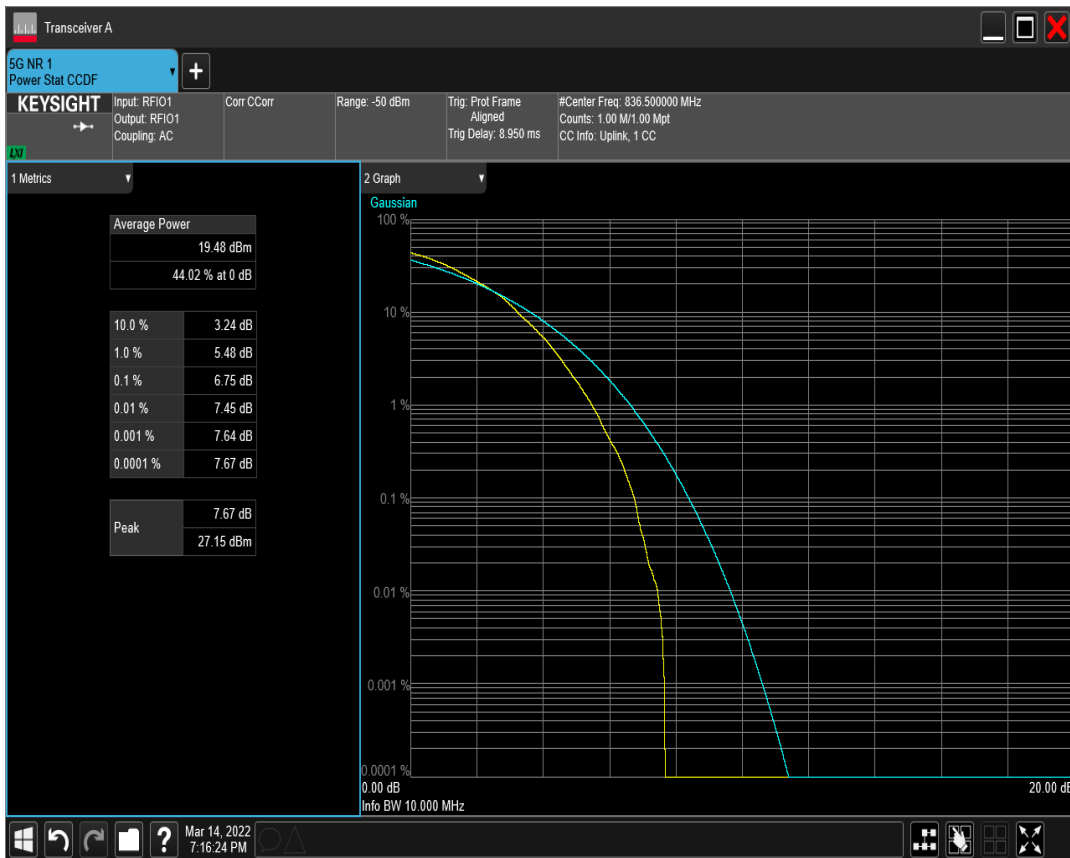 Transceiver A
5G NR 1
Power Stat CCDF
KEYSIGHT
LXI
Input: RFIO1
Output: RFIO1
Coupling: AC
Corr CCorr
Range: -50 dBm
Trig: Prot Frame
Aligned
Trig Delay: 8.950 ms
#Center Freq: 836.500000 MHz
Counts: 1.00 M/1.00 Mpt
CC Info: Uplink, 1 CC
1 Metrics
Average Power
19.48 dBm
44.02 % at 0 dB
10.0 % 3.24 dB
1.0 % 5.48 dB
0.1 % 6.75 dB
0.01 % 7.45 dB
0.001 % 7.64 dB
0.0001 % 7.67 dB
Peak
7.67 dB
27.15 dBm
2 Graph
Gaussian
100 %
10 %
1 %
0.1 %
0.01 %
0.001 %
0.0001 %
0.00 dB 20.00 dB
Info BW 10.000 MHz
Mar 14, 2022
7:16:24 PM